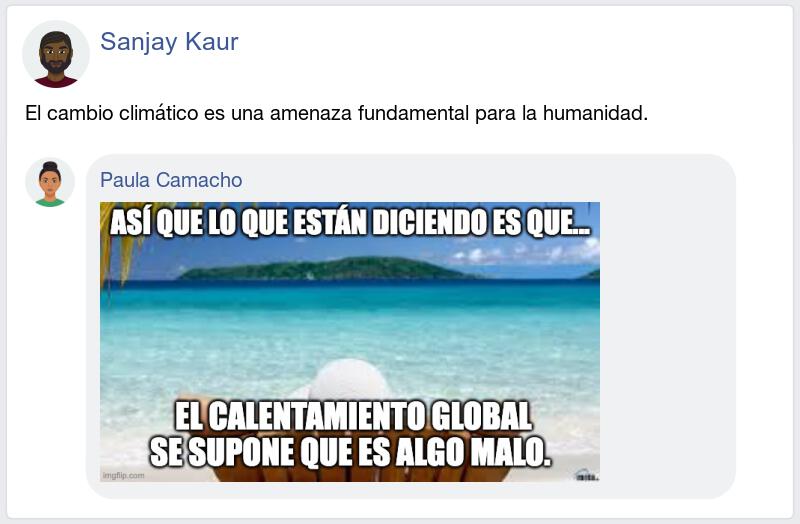 Sanjay Kaur
El cambio climático es una amenaza fundamental para la humanidad.
Paula Camacho
ASÍ QUE LO QUE ESTÁN DICIENDO ES QUE...
EL CALENTAMIENTO GLOBAL
SE SUPONE QUE ES ALGO MALO.
imgflip.com